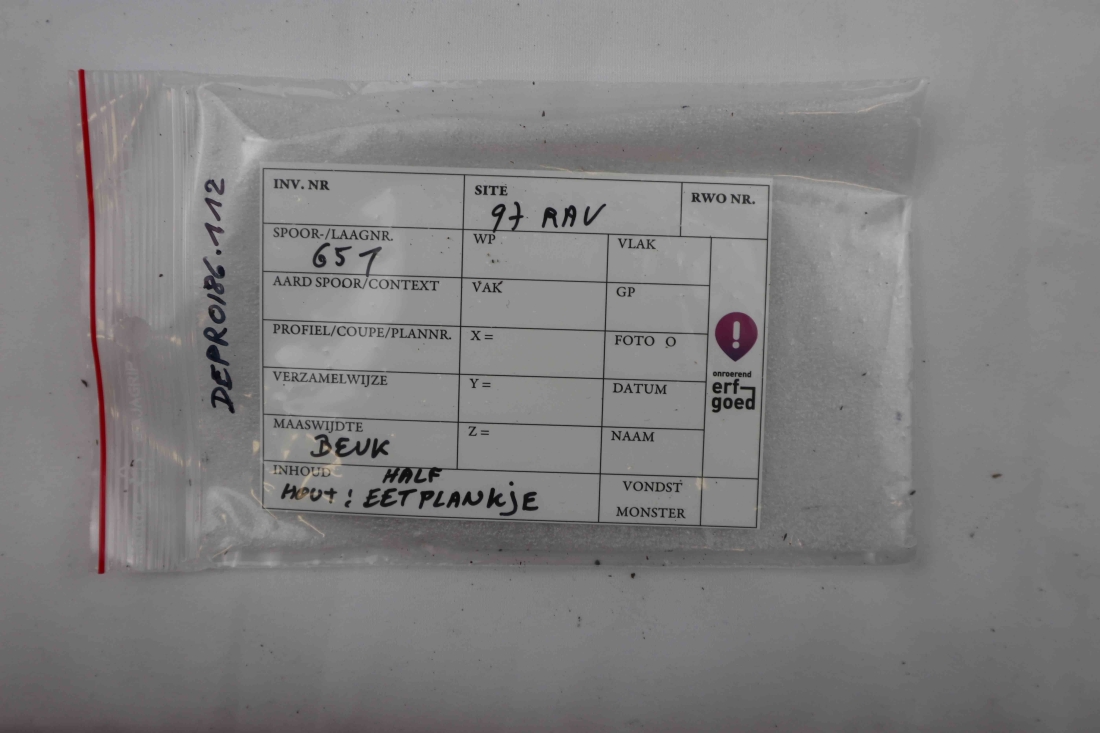 DEPR0186.112
INV. NR
SITE
97 RAV
RWO NR.
SPOOR-/LAAGNR.
651
WP
VLAK
AARD SPOOR/CONTEXT
VAK
GP
PROFIEL/COUPE/PLANNR.
X =
FOTO O
VERZAMELWIJZE
Y =
DATUM
MAASWIJDTE
BEUK
Z =
NAAM
INHOUD
HALF
HOUT: EETPLANKJE
VONDST
MONSTER
onroerend
erf
goed